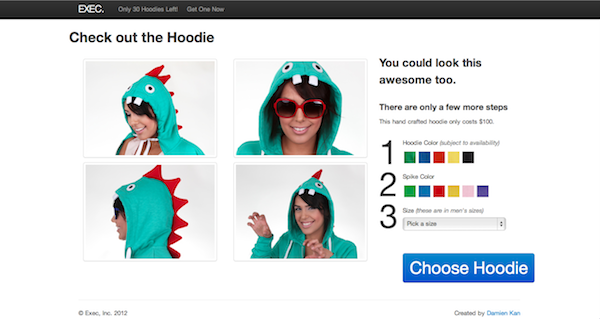 EXEC. Only 30 Hoodies Left! Get One Now
Check out the Hoodie
You could look this
awesome too.
There are only a few more steps
This hand crafted hoodie only costs $100.
1 Hoodie Color (subject to availability)
2 Spike Color
3 Size (these are in men's sizes)
Pick a size
Choose Hoodie
© Exec, Inc. 2012 Created by Damien Kan